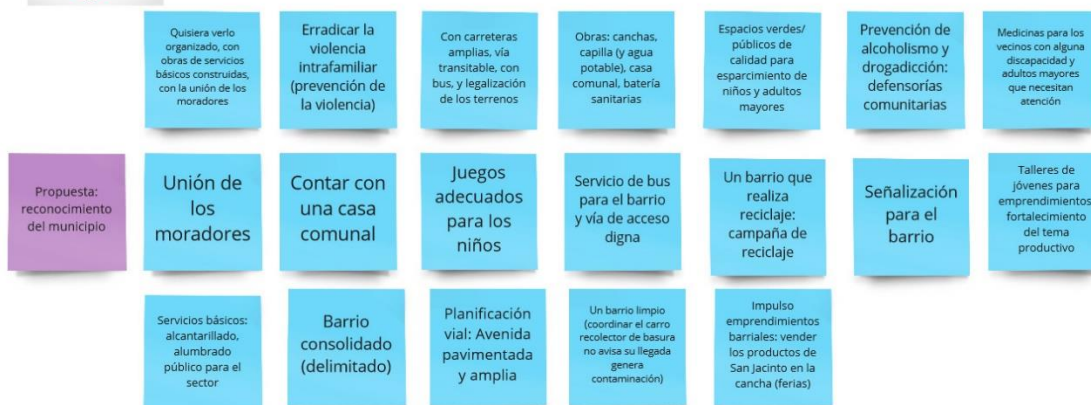 Quisiera verlo
organizado, con
obras de servicios
básicos construidas,
con la unión de los
moradores
Erradicar la
violencia
intrafamiliar
(prevención de
la violencia)
Con carreteras
amplias, vía
transitable, con
bus, y legalización
de los terrenos
Obras: canchas,
capilla (y agua
potable), casa
comunal, batería
sanitarias
Espacios verdes/
públicos de
calidad para
esparcimiento de
niños y adultos
mayores
Prevención de
alcoholismo y
drogadicción:
defensorías
comunitarias
Medicinas para los
vecinos con alguna
discapacidad y
adultos mayores
que necesitan
atención
Propuesta:
reconocimiento
del municipio
Unión de
los
moradores
Contar con
una casa
comunal
Juegos
adecuados
para los
niños
Servicio de bus
para el barrio
y vía de acceso
digna
Un barrio que
realiza
reciclaje:
campaña de
reciclaje
Señalización
para el
barrio
Talleres de
jóvenes para
emprendimientos
fortalecimiento
del tema
productivo
Servicios básicos:
alcantarillado,
alumbrado
público para el
sector
Barrio
consolidado
(delimitado)
Planificación
vial: Avenida
pavimentada
y amplia
Un barrio limpio
(coordinar el carro
recolector de basura
no avisa su llegada
genera
contaminación)
Impulso
emprendimientos
barriales: vender
los productos de
San Jacinto en la
cancha (ferias)